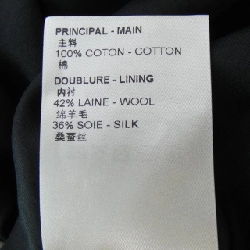 PRINCIPAL - MAIN
主料
100% COTON - COTTON
棉
DOUBLURE - LINING
内衬
42% LAINE - WOOL
绵羊毛
36% SOIE - SILK
桑蚕丝